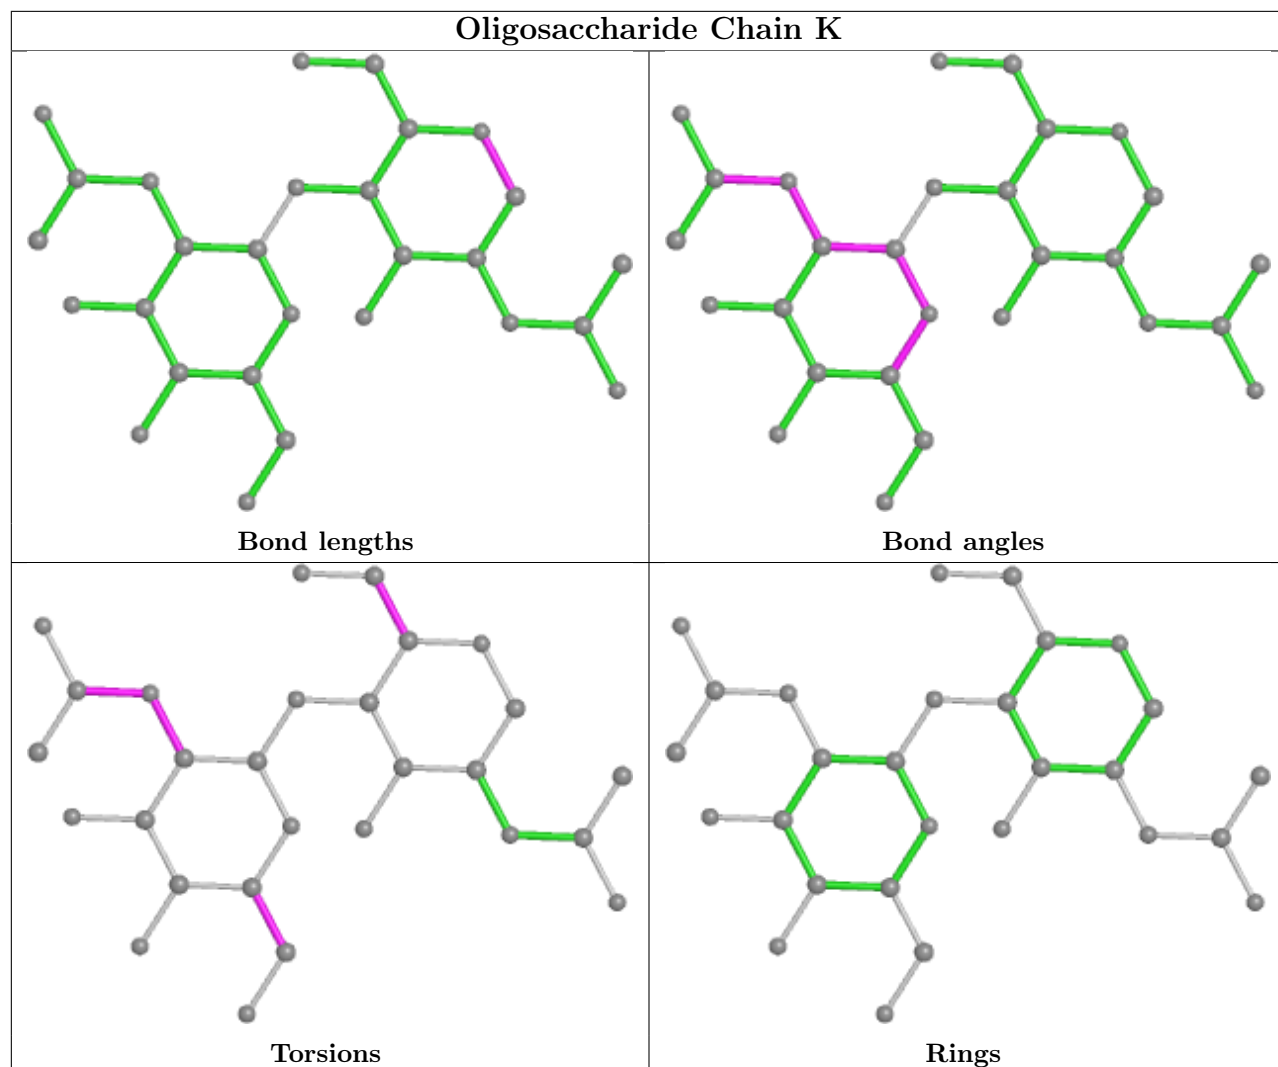 Oligosaccharide Chain K
Bond lengths
Bond angles
Torsions
Rings